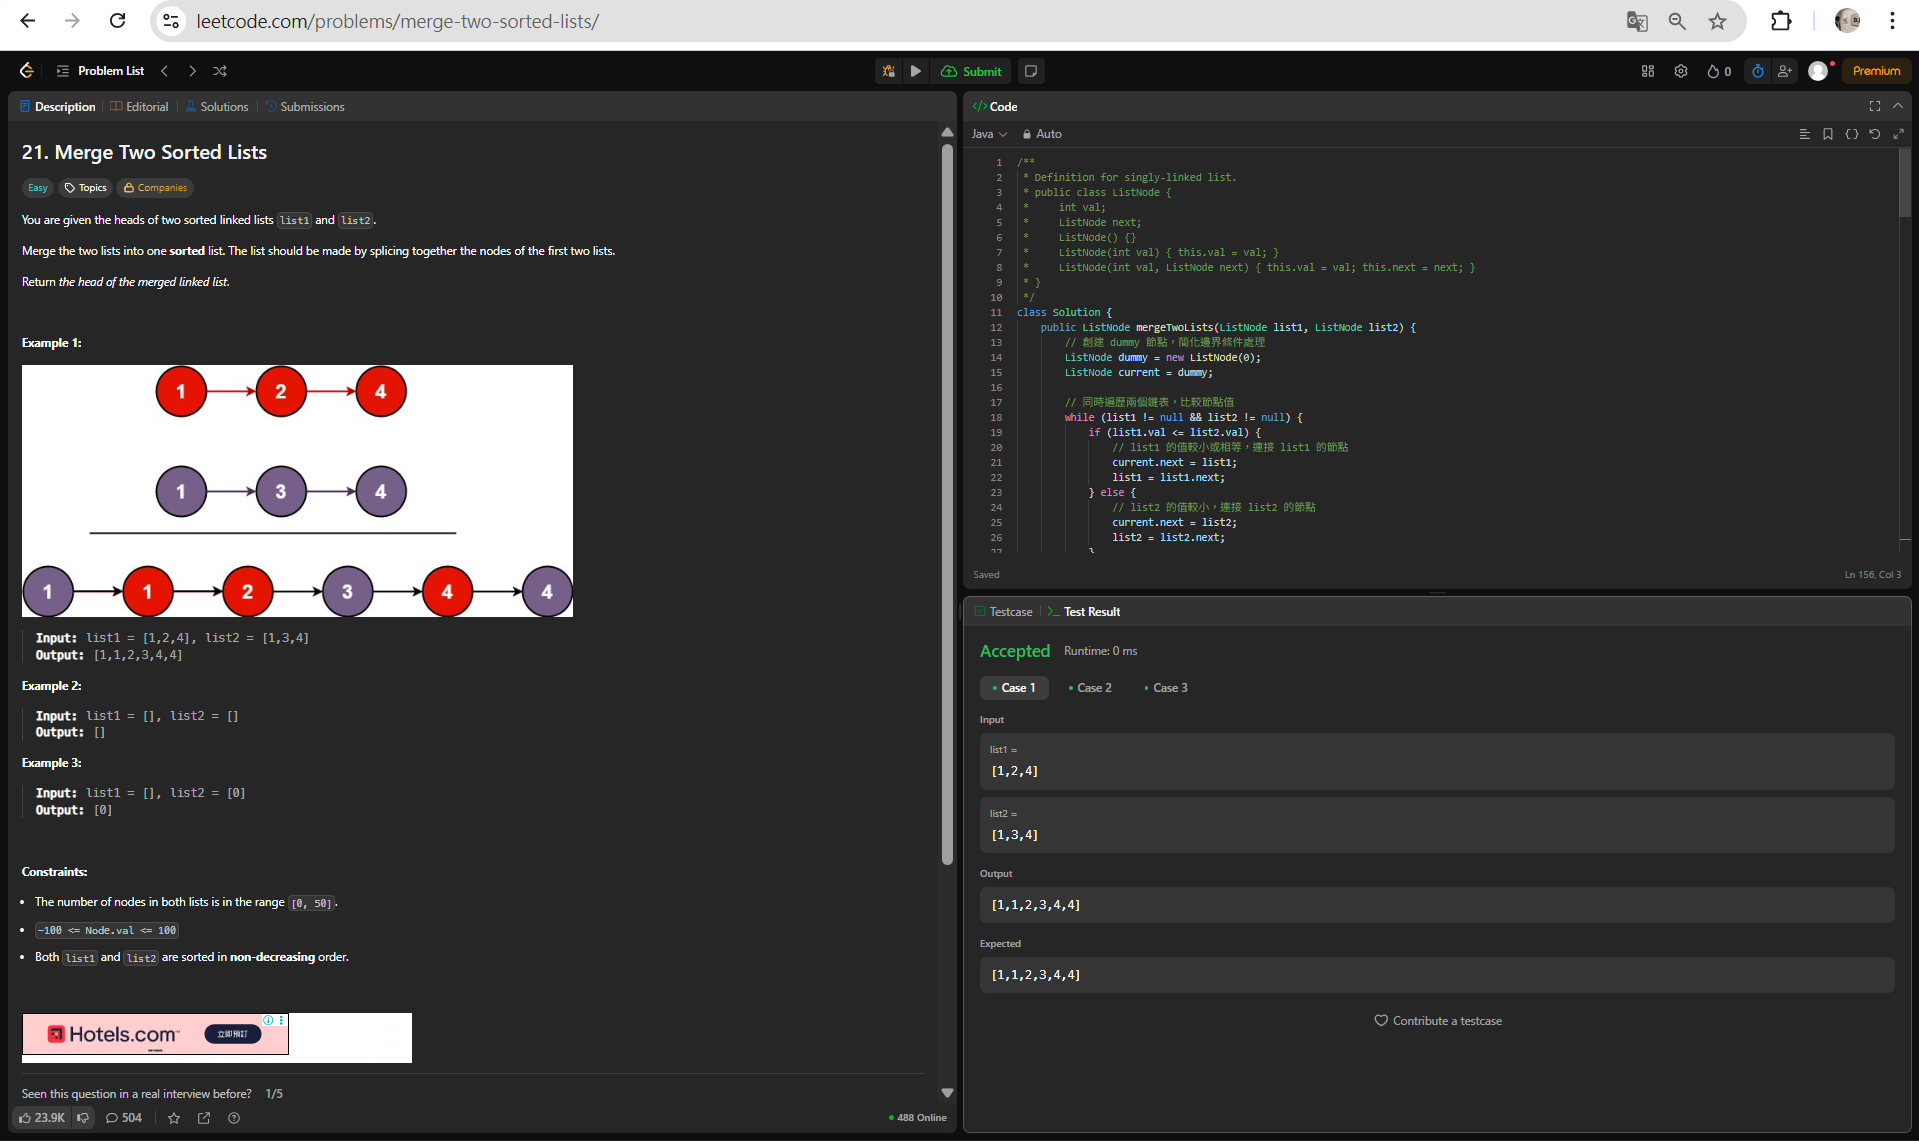 leetcode.com/problems/merge-two-sorted-lists/
Problem List
Submit
0
Premium
Description
Editorial
Solutions
Submissions
21. Merge Two Sorted Lists
Easy
Topics
Companies
You are given the heads of two sorted linked lists list1 and list2.
Merge the two lists into one sorted list. The list should be made by splicing together the nodes of the first two lists.
Return the head of the merged linked list.
Example 1:
1 2 4
1 3 4
1 1 2 3 4 4
Input: list1 = [1,2,4], list2 = [1,3,4]
Output: [1,1,2,3,4,4]
Example 2:
Input: list1 = [], list2 = []
Output: []
Example 3:
Input: list1 = [], list2 = [0]
Output: [0]
Constraints:
• The number of nodes in both lists is in the range [0, 50].
• -100 <= Node.val <= 100
• Both list1 and list2 are sorted in non-decreasing order.
Hotels.com
立即預訂
Seen this question in a real interview before? 1/5
23.9K
504
488 Online
</> Code
Java
Auto
1 /**
2 * Definition for singly-linked list.
3 * public class ListNode {
4 * int val;
5 * ListNode next;
6 * ListNode() {}
7 * ListNode(int val) { this.val = val; }
8 * ListNode(int val, ListNode next) { this.val = val; this.next = next; }
9 * }
10 */
11 class Solution {
12 public ListNode mergeTwoLists(ListNode list1, ListNode list2) {
13 // 創建 dummy 節點，簡化邊界條件處理
14 ListNode dummy = new ListNode(0);
15 ListNode current = dummy;
16
17 // 同時遍歷兩個鏈表，比較節點值
18 while (list1 != null && list2 != null) {
19 if (list1.val <= list2.val) {
20 // list1 的值較小或相等，連接 list1 的節點
21 current.next = list1;
22 list1 = list1.next;
23 } else {
24 // list2 的值較小，連接 list2 的節點
25 current.next = list2;
26 list2 = list2.next;
27 }
Saved
Ln 156, Col 3
Testcase
Test Result
Accepted
Runtime: 0 ms
Case 1
Case 2
Case 3
Input
list1 =
[1,2,4]
list2 =
[1,3,4]
Output
[1,1,2,3,4,4]
Expected
[1,1,2,3,4,4]
Contribute a testcase